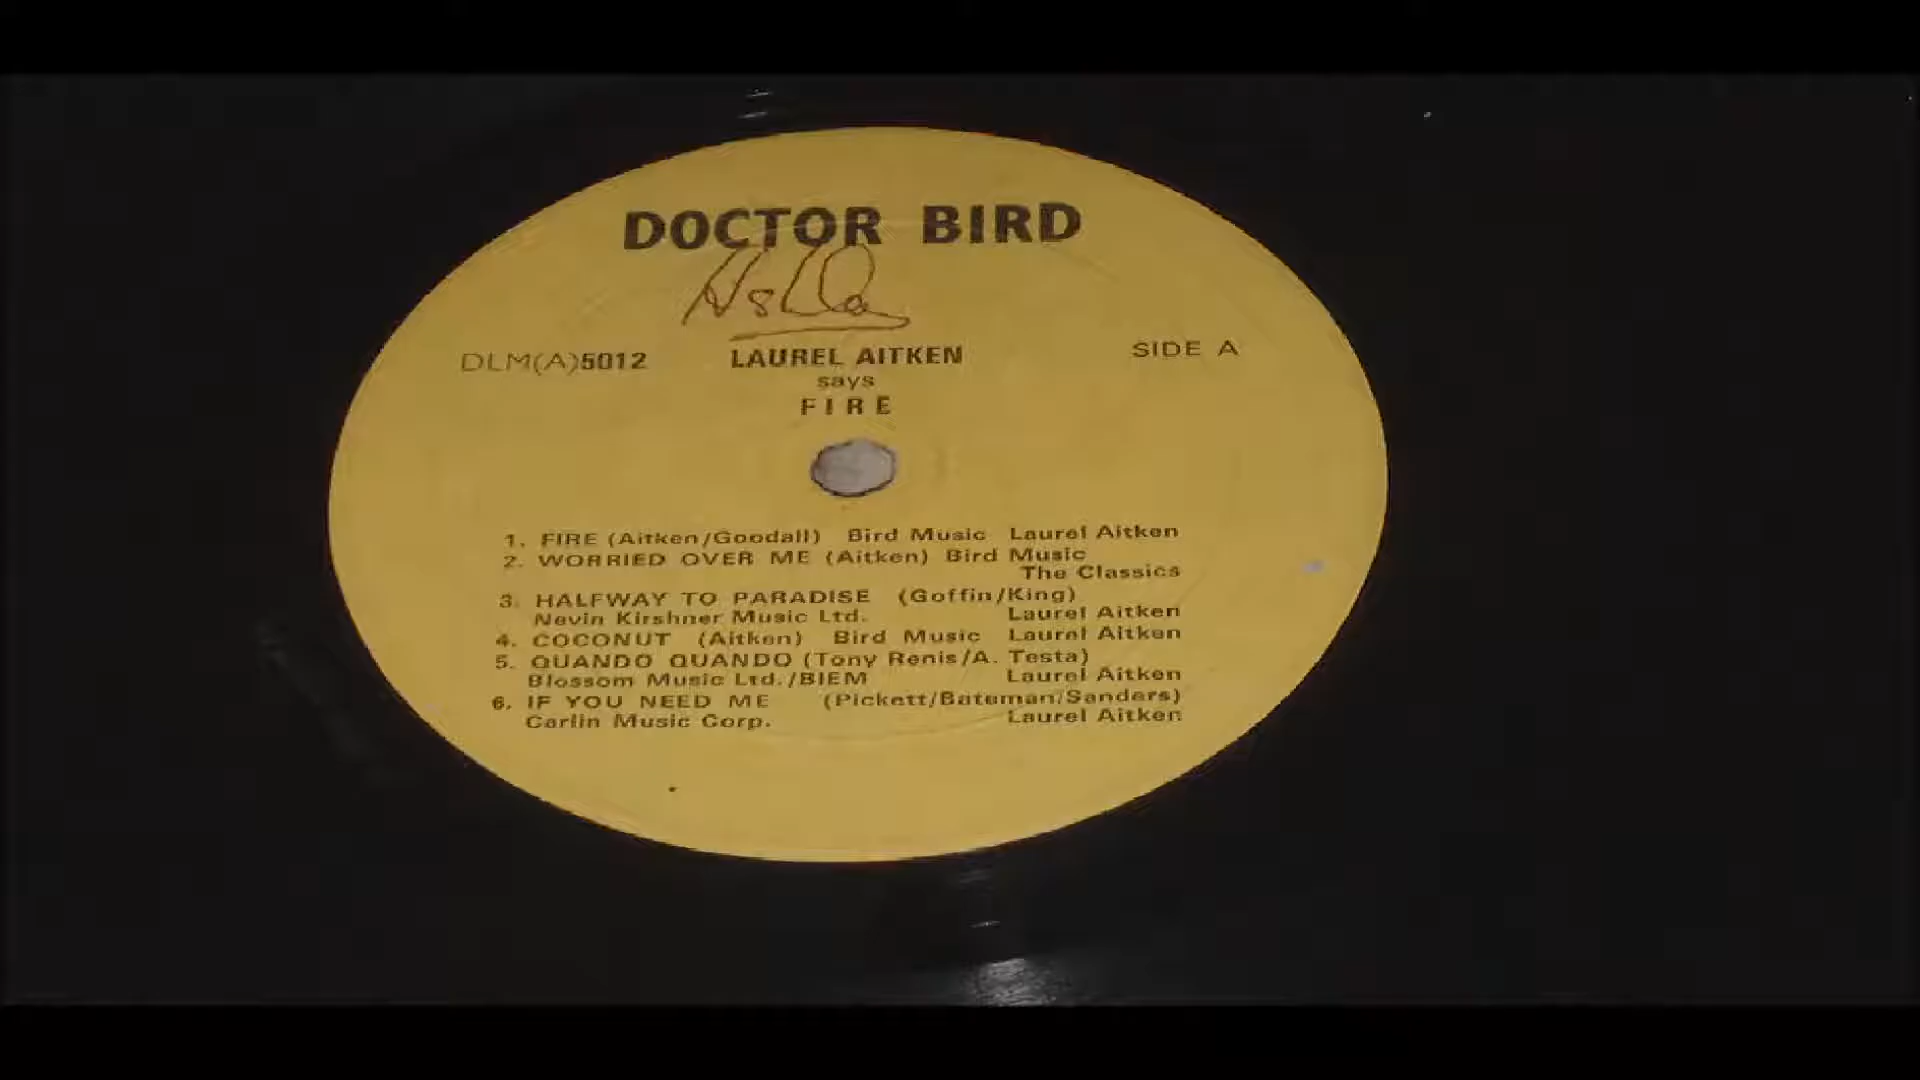 DOCTOR BIRD
DLM(A)5012 LAUREL AITKEN SIDE A
says
FIRE
1. FIRE (Aitken/Goodall) Bird Music Laurel Aitken
2. WORRIED OVER ME (Aitken) Bird Music
The Classics
3. HALFWAY TO PARADISE (Goffin/King)
Nevin Kirshner Music Ltd. Laurel Aitken
4. COCONUT (Aitken) Bird Music Laurel Aitken
5. QUANDO QUANDO (Tony Renis/A. Testa)
Blossom Music Ltd./BIEM Laurel Aitken
6. IF YOU NEED ME (Pickett/Bateman/Sanders)
Carlin Music Corp. Laurel Aitken